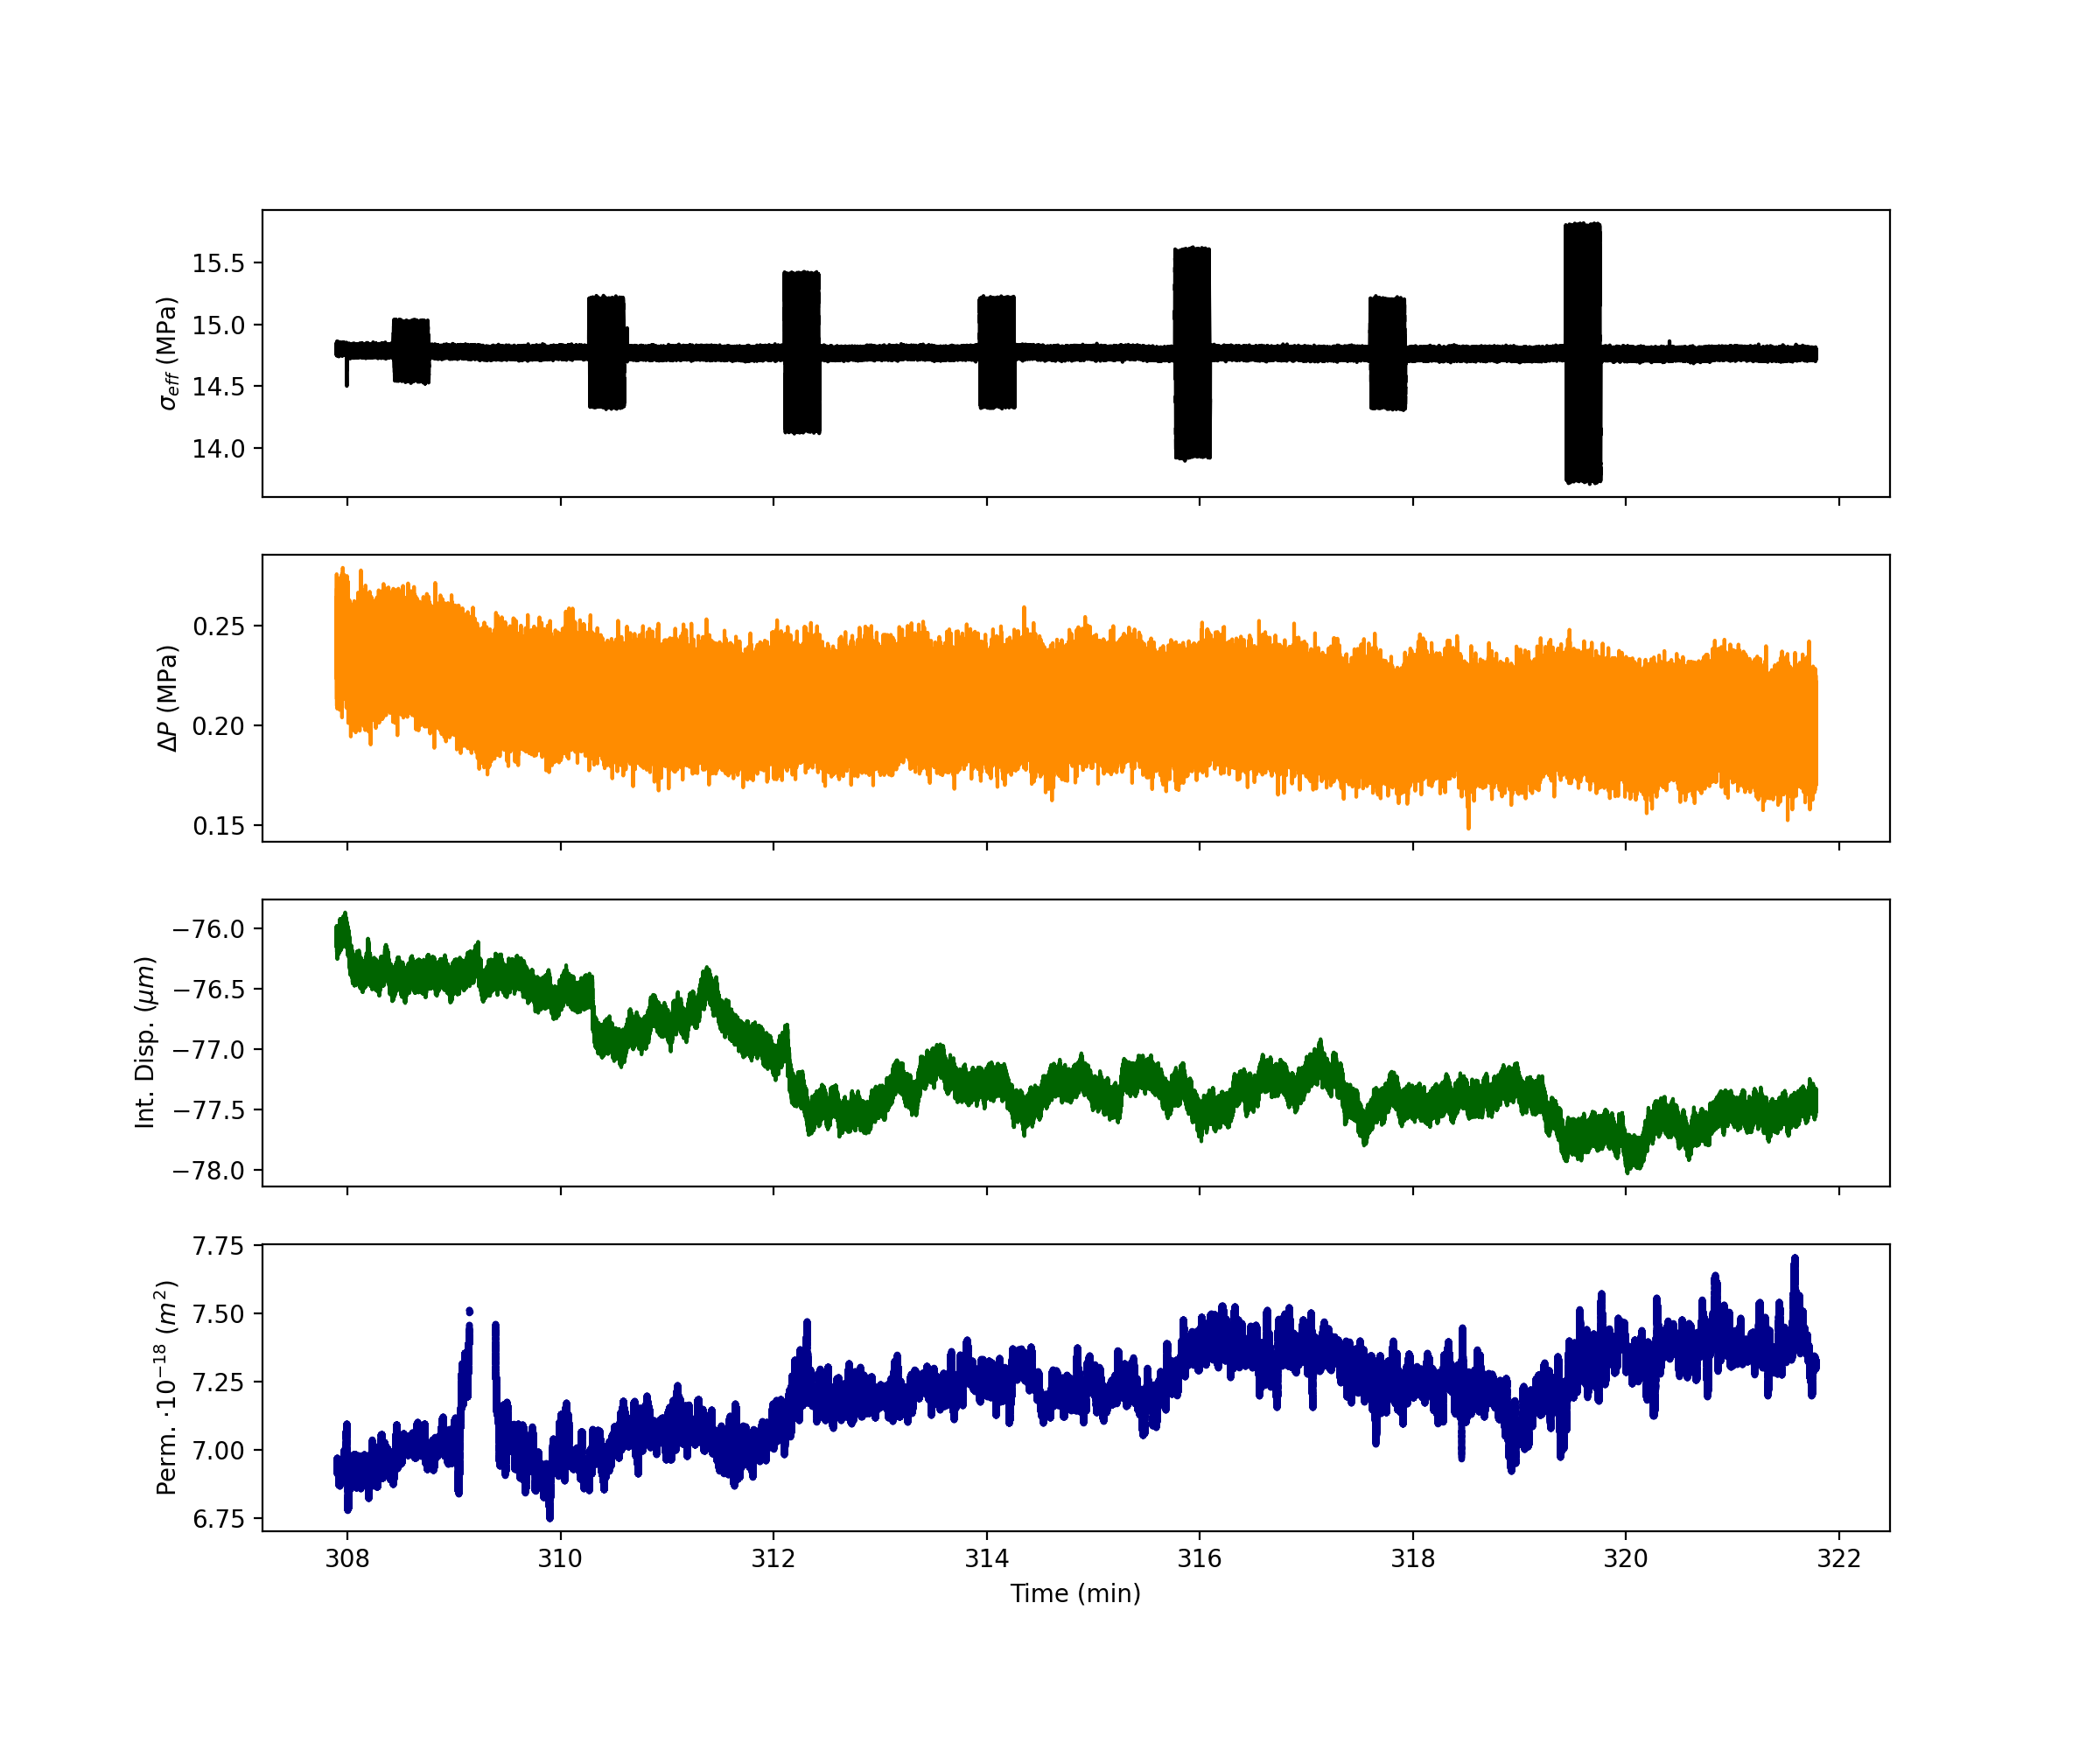 σeff (MPa)
15.5
15.0
14.5
14.0
ΔP (MPa)
0.25
0.20
0.15
Int. Disp. (μm)
−76.0
−76.5
−77.0
−77.5
−78.0
Perm. ·10⁻¹⁸ (m²)
7.75
7.50
7.25
7.00
6.75
308 310 312 314 316 318 320 322
Time (min)